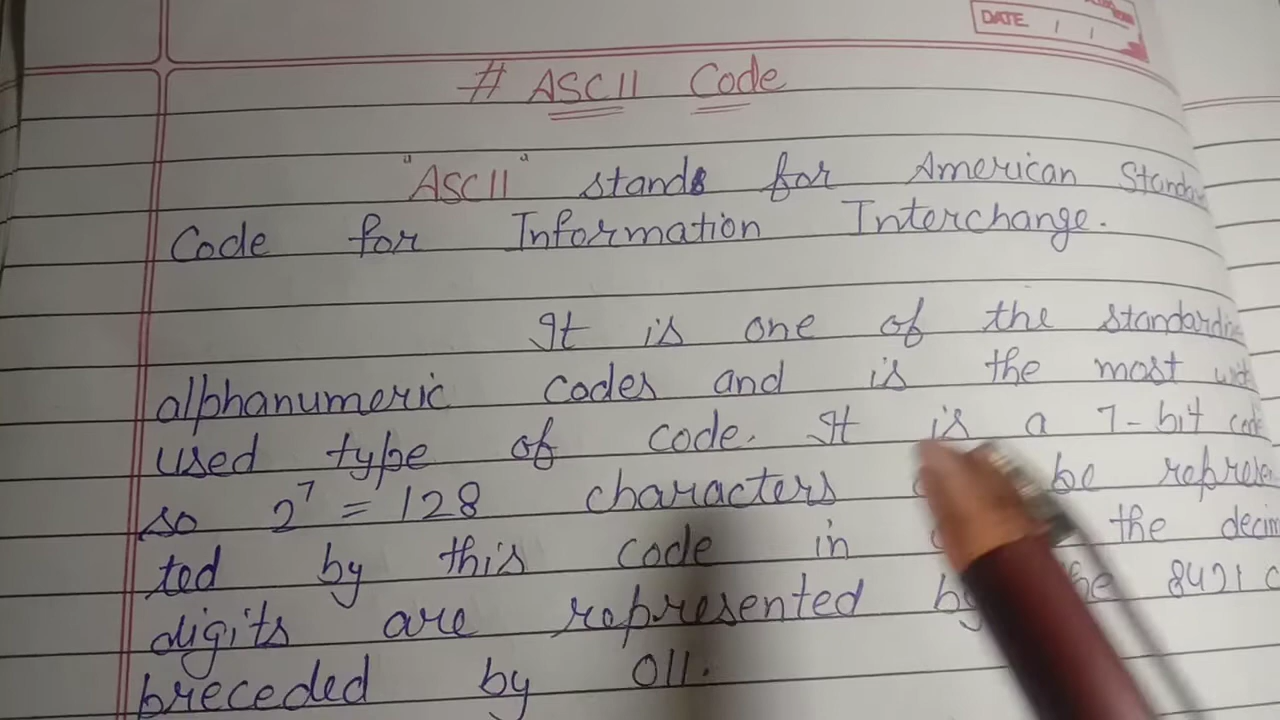 DATE / /
# ASCII Code
"ASCII" stands for American
Code for Information Interchange.
It is one of the
alphanumeric codes and is the most
used type of code. It is a 7-bit
so 2⁷ = 128 characters be
ted by this code in the
digits are represented 8421
preceded by 011.